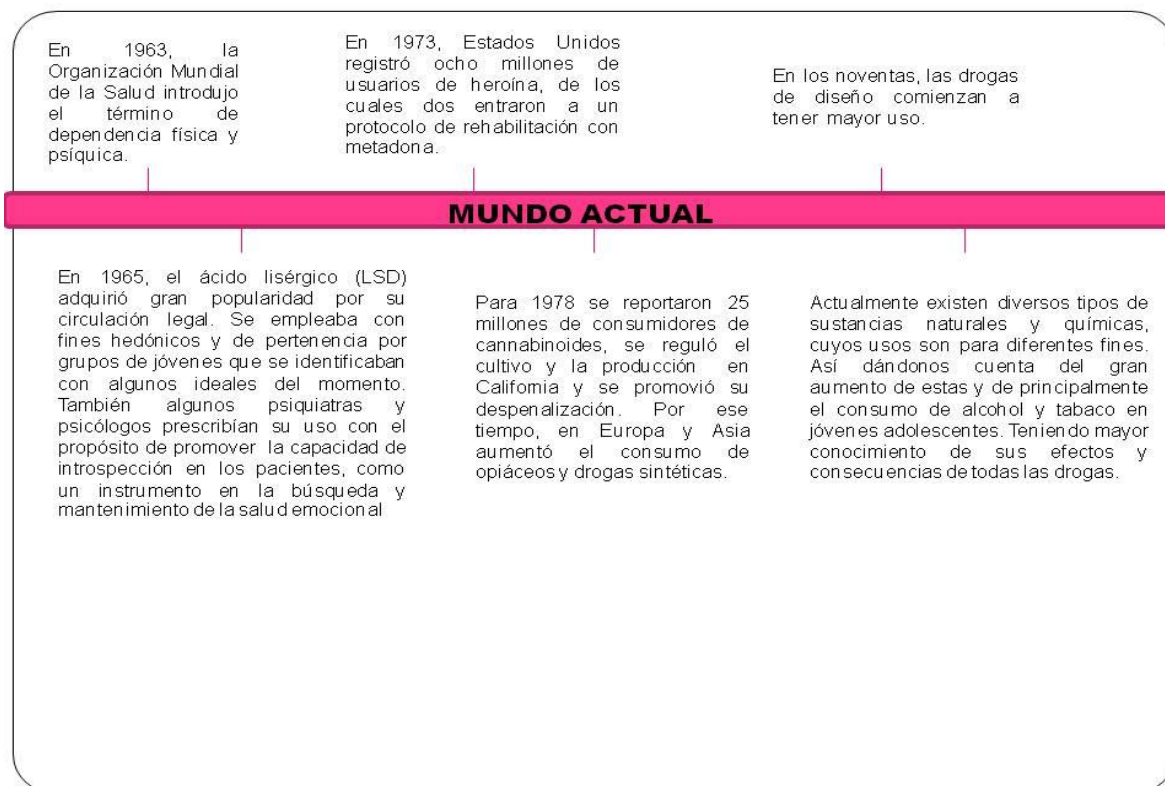 En 1963, la
Organización Mundial
de la Salud introdujo
el término de
dependencia física y
psíquica.
En 1973, Estados Unidos
registró ocho millones de
usuarios de heroína, de los
cuales dos entraron a un
protocolo de rehabilitación con
metadona.
En los noventas, las drogas
de diseño comienzan a
tener mayor uso.
MUNDO ACTUAL
En 1965, el ácido lisérgico (LSD)
adquirió gran popularidad por su
circulación legal. Se empleaba con
fines hedónicos y de pertenencia por
grupos de jóvenes que se identificaban
con algunos ideales del momento.
También algunos psiquiatras y
psicólogos prescribían su uso con el
propósito de promover la capacidad de
introspección en los pacientes, como
un instrumento en la búsqueda y
mantenimiento de la salud emocional
Para 1978 se reportaron 25
millones de consumidores de
cannabinoides, se reguló el
cultivo y la producción en
California y se promovió su
despenalización. Por ese
tiempo, en Europa y Asia
aumentó el consumo de
opiáceos y drogas sintéticas.
Actualmente existen diversos tipos de
sustancias naturales y químicas,
cuyos usos son para diferentes fines.
Así dándonos cuenta del gran
aumento de estas y de principalmente
el consumo de alcohol y tabaco en
jóvenes adolescentes. Teniendo mayor
conocimiento de sus efectos y
consecuencias de todas las drogas.